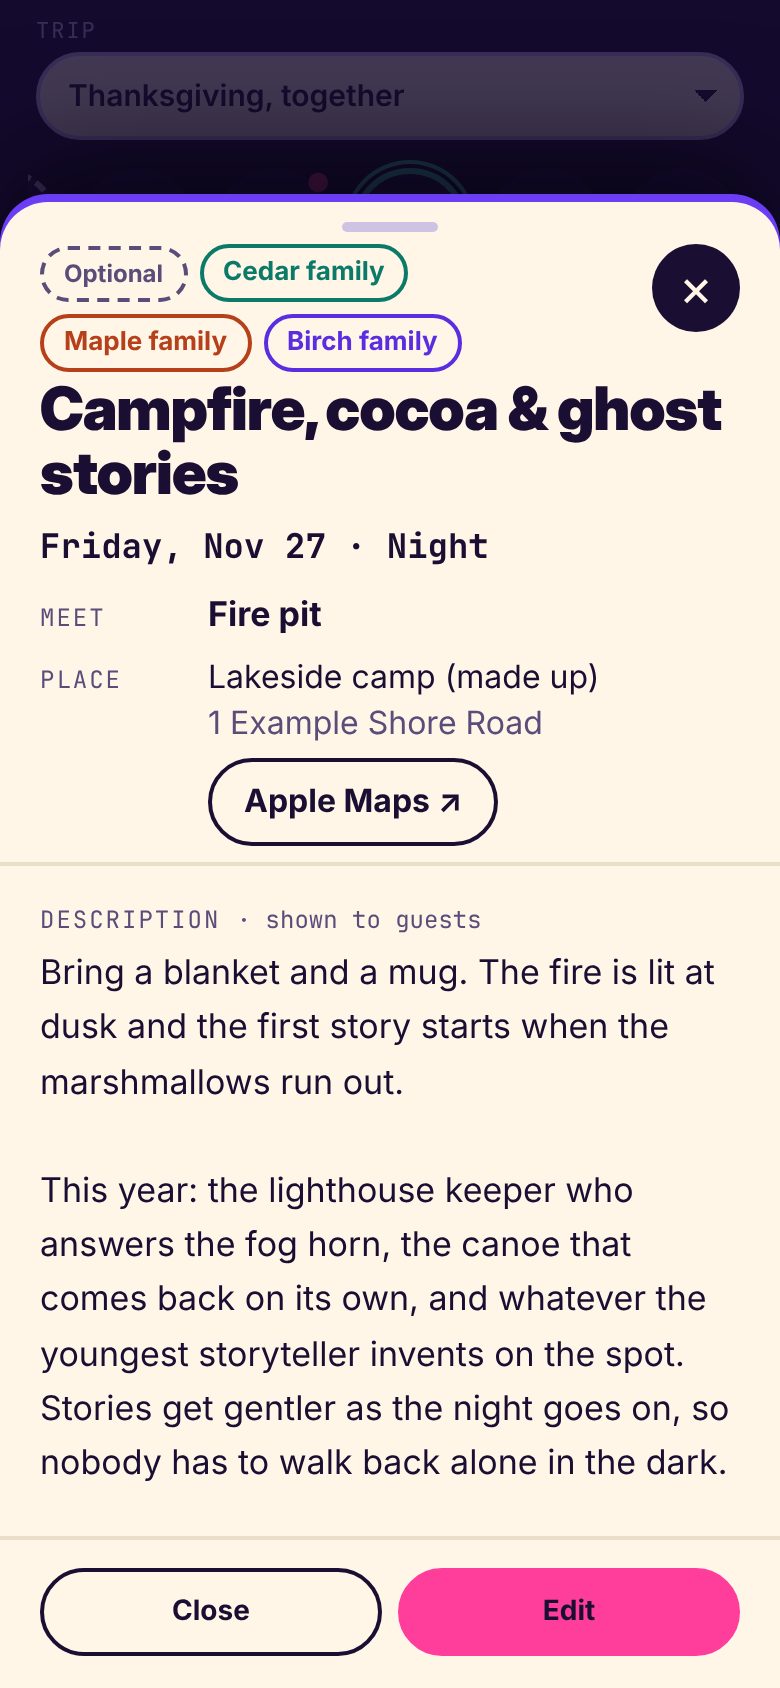 TRIP
Thanksgiving, together
Optional
Cedar family
Maple family
Birch family
Campfire, cocoa & ghost
stories
Friday, Nov 27 · Night
MEET
Fire pit
PLACE
Lakeside camp (made up)
1 Example Shore Road
Apple Maps ↗
DESCRIPTION · shown to guests
Bring a blanket and a mug. The fire is lit at
dusk and the first story starts when the
marshmallows run out.
This year: the lighthouse keeper who
answers the fog horn, the canoe that
comes back on its own, and whatever the
youngest storyteller invents on the spot.
Stories get gentler as the night goes on, so
nobody has to walk back alone in the dark.
Close
Edit